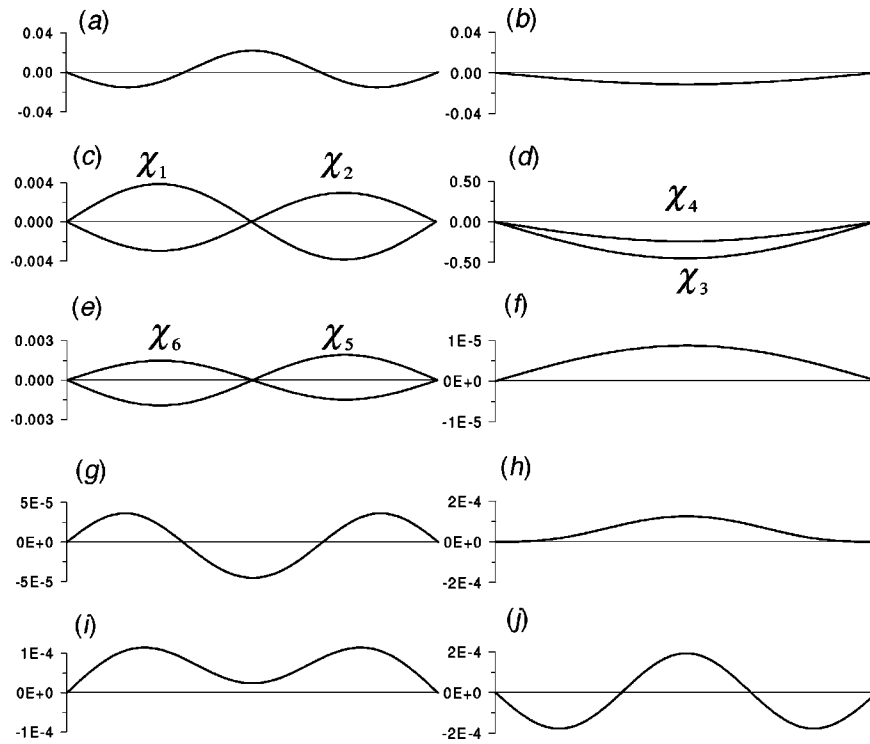 (a)
0.04
0.00
-0.04
(b)
0.04
0.00
-0.04
(c)
χ1
χ2
0.004
0.000
-0.004
(d)
0.50
0.00
-0.50
χ4
χ3
(e)
χ6
χ5
0.003
0.000
-0.003
(f)
1E-5
0E+0
-1E-5
(g)
5E-5
0E+0
-5E-5
(h)
2E-4
0E+0
-2E-4
(i)
1E-4
0E+0
-1E-4
(j)
2E-4
0E+0
-2E-4